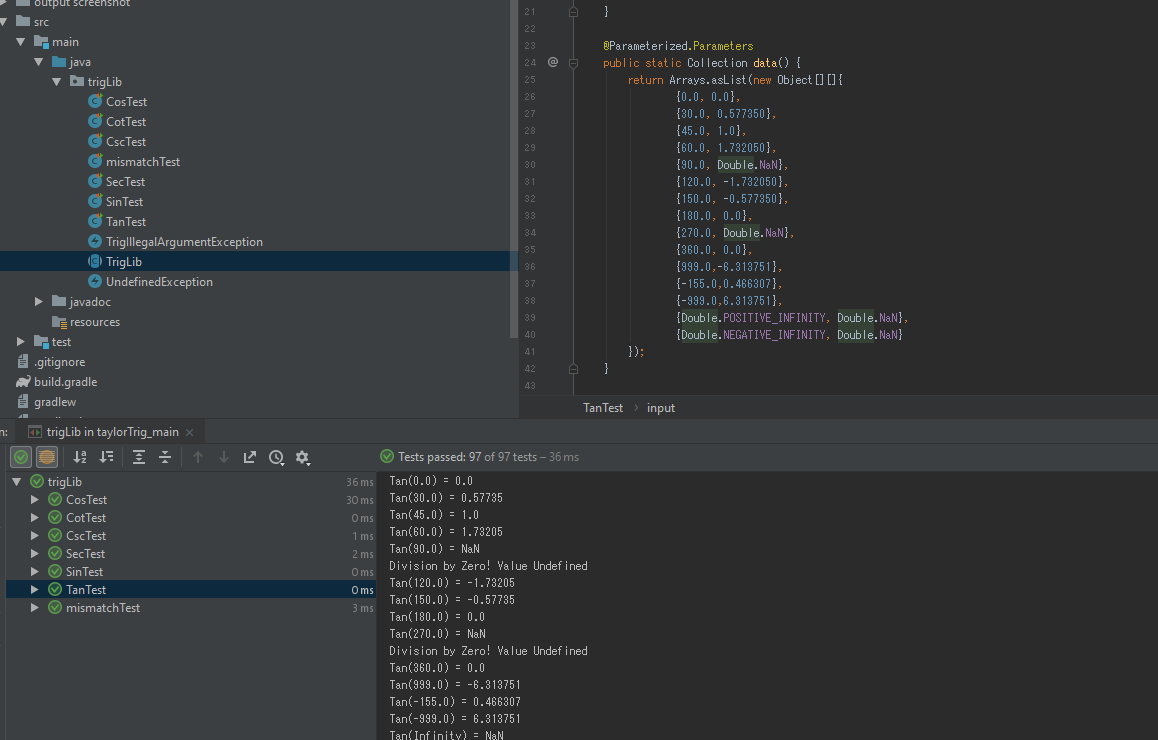 output screenshot
src
main
java
trigLib
CosTest
CotTest
CscTest
mismatchTest
SecTest
SinTest
TanTest
TrigIllegalArgumentException
TrigLib
UndefinedException
javadoc
resources
test
.gitignore
build.gradle
gradlew
21 }
22
23 @Parameterized.Parameters
24 @ public static Collection data() {
25 return Arrays.asList(new Object[][]{
26 {0.0, 0.0},
27 {30.0, 0.577350},
28 {45.0, 1.0},
29 {60.0, 1.732050},
30 {90.0, Double.NaN},
31 {120.0, -1.732050},
32 {150.0, -0.577350},
33 {180.0, 0.0},
34 {270.0, Double.NaN},
35 {360.0, 0.0},
36 {999.0,-6.313751},
37 {-155.0,0.466307},
38 {-999.0,6.313751},
39 {Double.POSITIVE_INFINITY, Double.NaN},
40 {Double.NEGATIVE_INFINITY, Double.NaN}
41 });
42 }
43
TanTest › input
n: trigLib in taylorTrig_main ×
Tests passed: 97 of 97 tests – 36 ms
trigLib 36 ms
CosTest 30 ms
CotTest 0 ms
CscTest 1 ms
SecTest 2 ms
SinTest 0 ms
TanTest 0 ms
mismatchTest 3 ms
Tan(0.0) = 0.0
Tan(30.0) = 0.57735
Tan(45.0) = 1.0
Tan(60.0) = 1.73205
Tan(90.0) = NaN
Division by Zero! Value Undefined
Tan(120.0) = -1.73205
Tan(150.0) = -0.57735
Tan(180.0) = 0.0
Tan(270.0) = NaN
Division by Zero! Value Undefined
Tan(360.0) = 0.0
Tan(999.0) = -6.313751
Tan(-155.0) = 0.466307
Tan(-999.0) = 6.313751
Tan(Infinity) = NaN